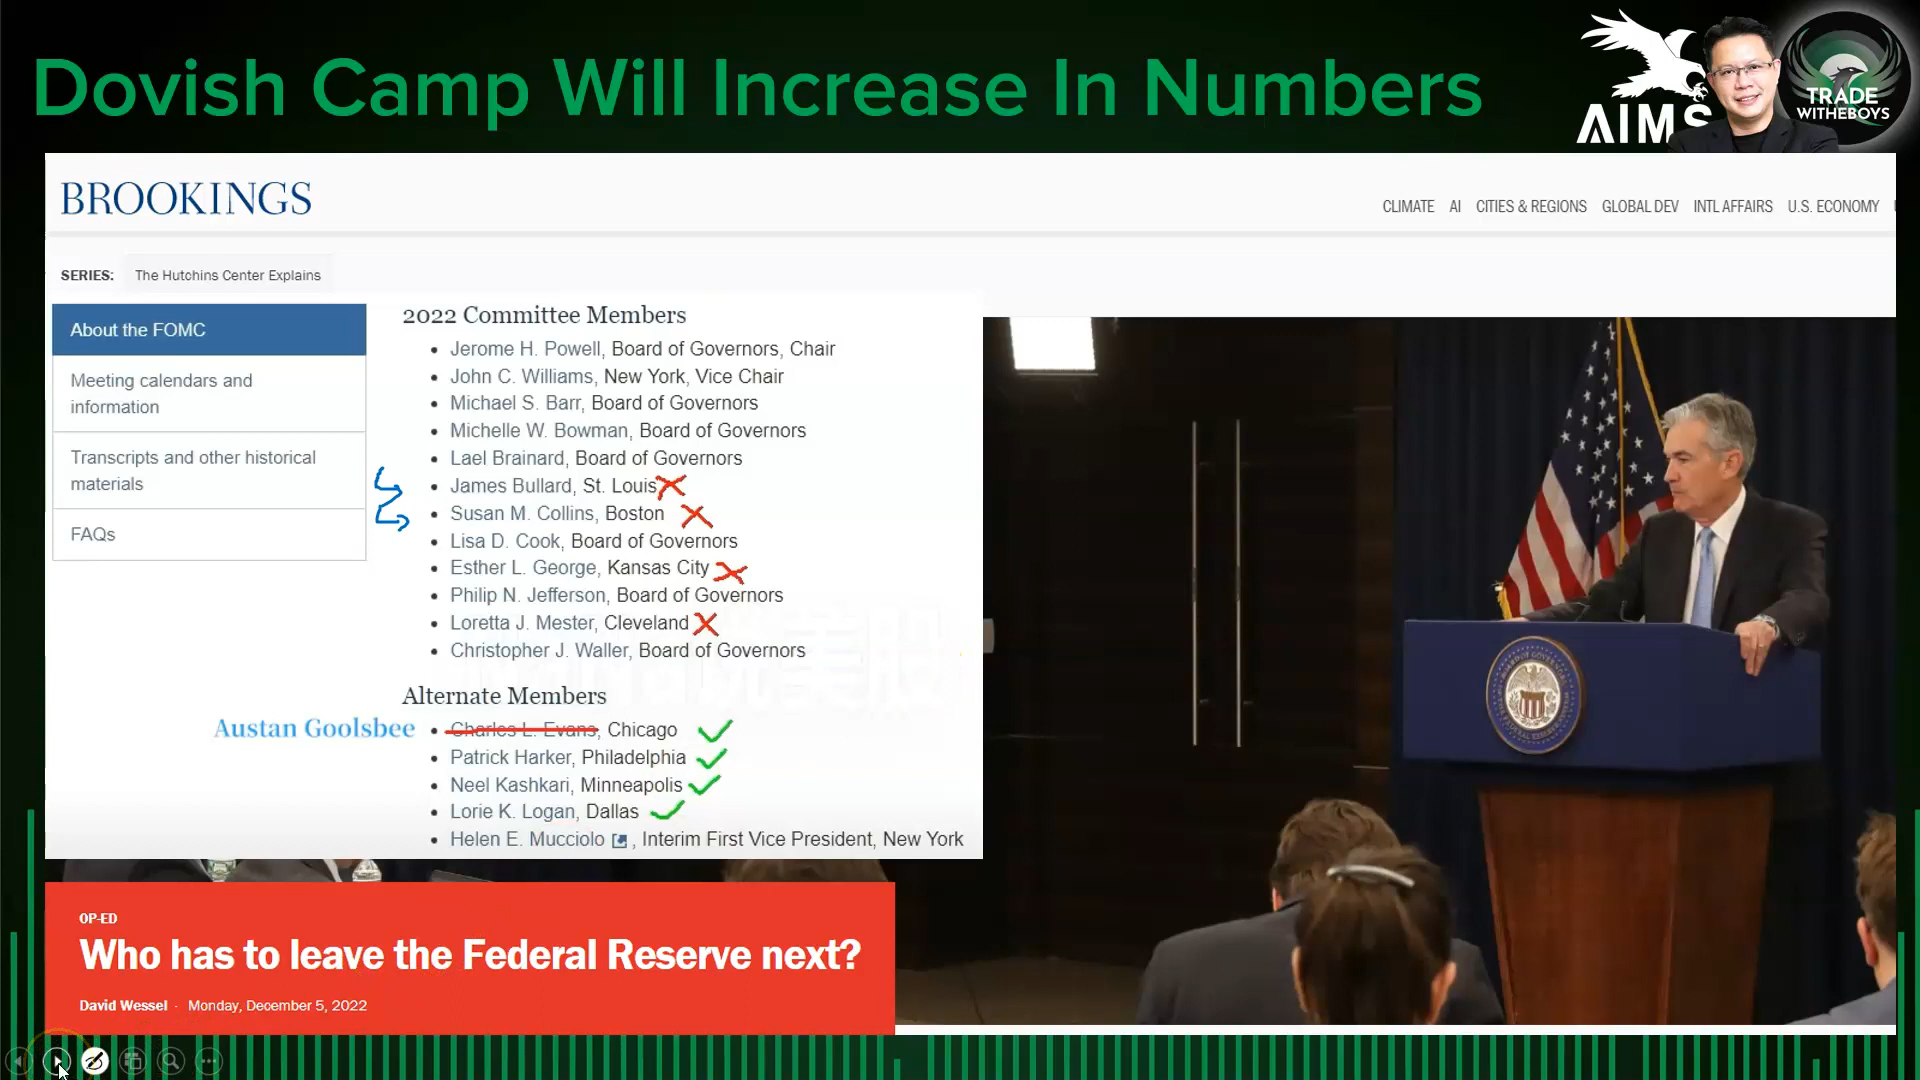 Dovish Camp Will Increase In Numbers
AIMS
TRADE
WITHEBOYS
BROOKINGS
CLIMATE AI CITIES & REGIONS GLOBAL DEV INTL AFFAIRS U.S. ECONOMY
SERIES: The Hutchins Center Explains
About the FOMC
Meeting calendars and
information
Transcripts and other historical
materials
FAQs
2022 Committee Members
Jerome H. Powell, Board of Governors, Chair
John C. Williams, New York, Vice Chair
Michael S. Barr, Board of Governors
Michelle W. Bowman, Board of Governors
Lael Brainard, Board of Governors
James Bullard, St. Louis
Susan M. Collins, Boston
Lisa D. Cook, Board of Governors
Esther L. George, Kansas City
Philip N. Jefferson, Board of Governors
Loretta J. Mester, Cleveland
Christopher J. Waller, Board of Governors
Alternate Members
Austan Goolsbee
Charles L. Evans, Chicago
Patrick Harker, Philadelphia
Neel Kashkari, Minneapolis
Lorie K. Logan, Dallas
Helen E. Mucciolo , Interim First Vice President, New York
OP-ED
Who has to leave the Federal Reserve next?
David Wessel - Monday, December 5, 2022